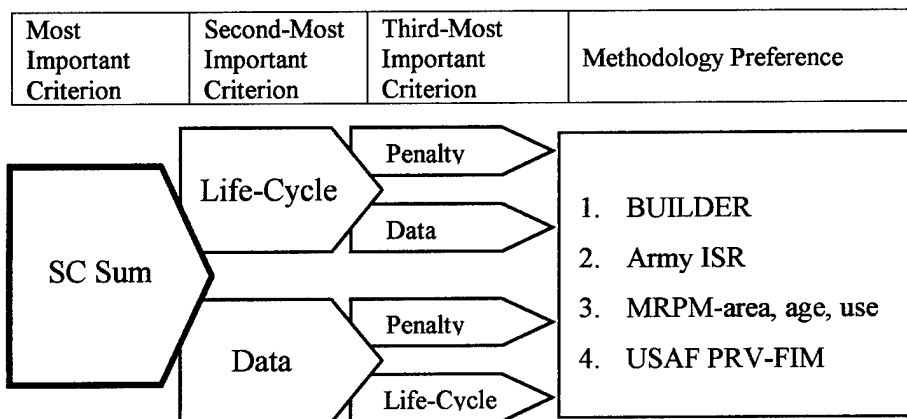 Most
Important
Criterion
Second-Most
Important
Criterion
Third-Most
Important
Criterion
Methodology Preference
SC Sum
Life-Cycle
Penalty
Data
Data
Penalty
Life-Cycle
1. BUILDER
2. Army ISR
3. MRPM-area, age, use
4. USAF PRV-FIM